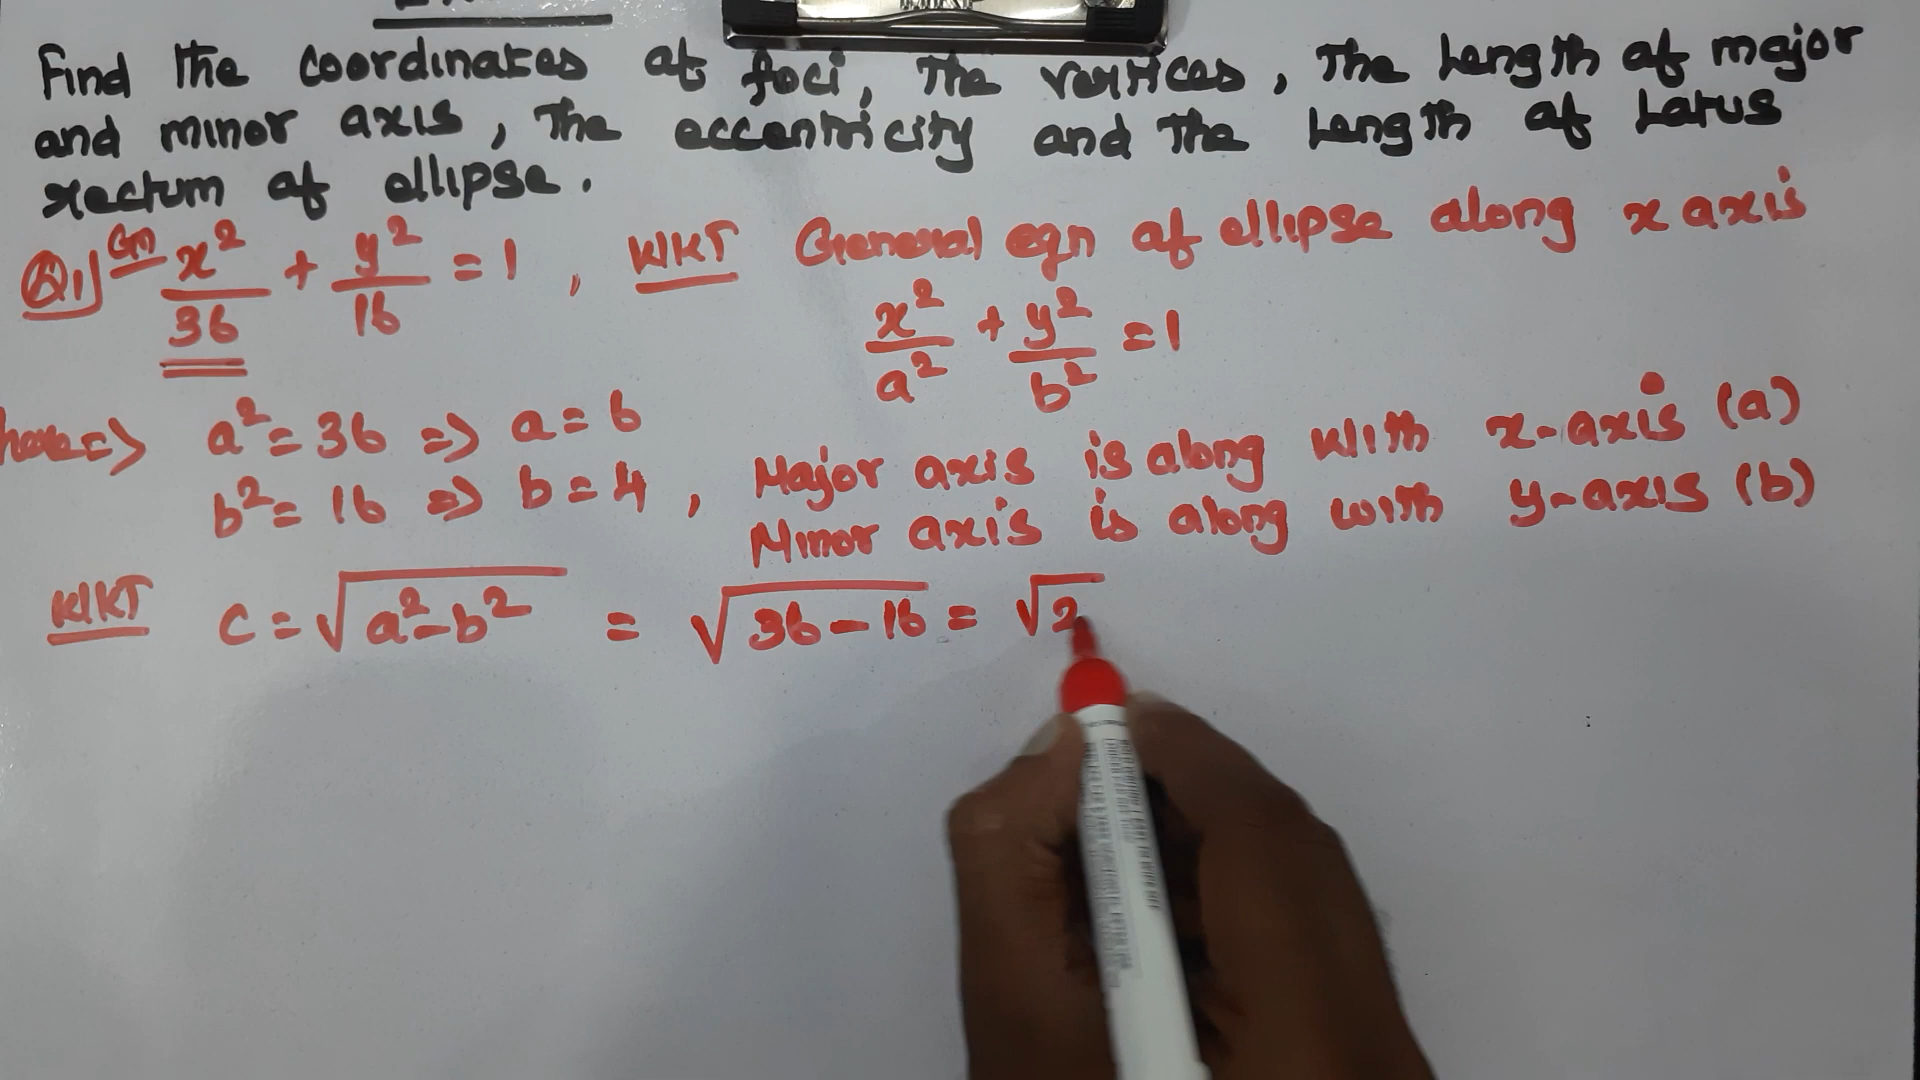 Find the coordinates of foci, The vertices, The Length of major
and minor axis, The eccentricity and The Length of Latus
rectum of ellipse.
Q1) Gn x²/36 + y²/16 = 1, WKT General eqn of ellipse along x axis
x²/a² + y²/b² = 1
here => a² = 36 => a = 6
b² = 16 => b = 4, Major axis is along with x-axis (a)
Minor axis is along with y-axis (b)
WKT c = √a²-b² = √36-16 = √2